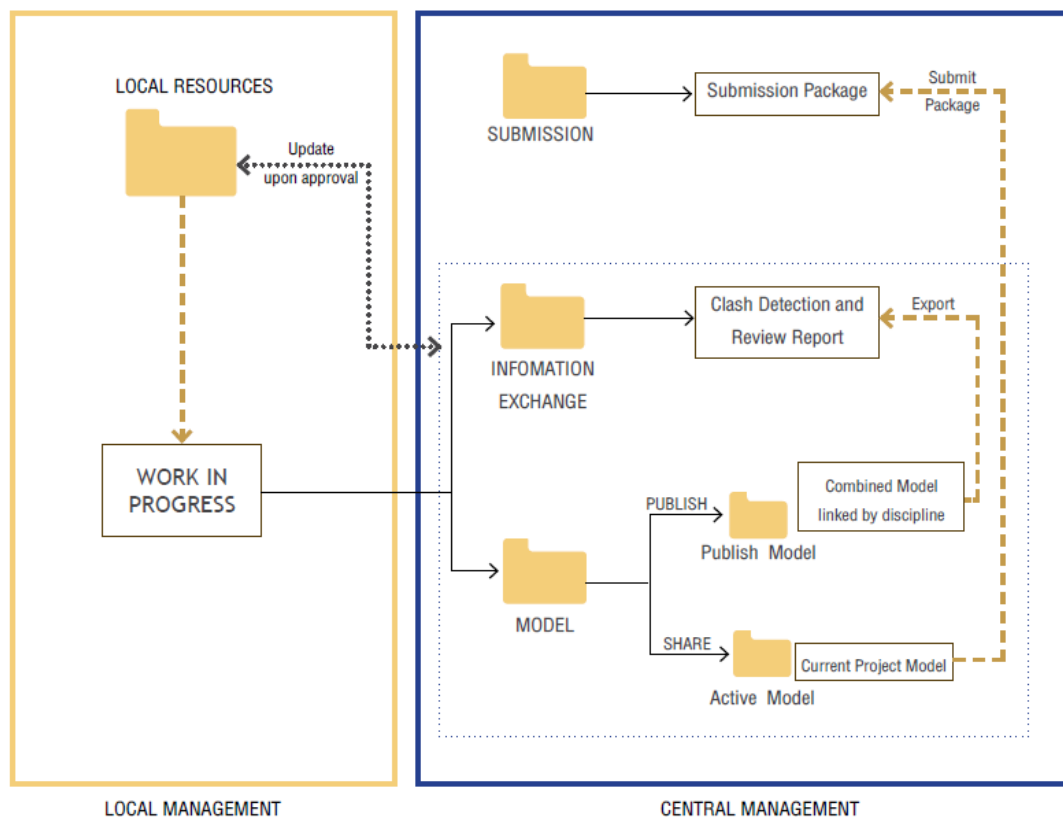 LOCAL RESOURCES
Update
upon approval
WORK IN
PROGRESS
LOCAL MANAGEMENT
SUBMISSION
Submission Package
Submit
Package
INFOMATION
EXCHANGE
Clash Detection and
Review Report
Export
MODEL
PUBLISH
Publish Model
Combined Model
linked by discipline
SHARE
Active Model
Current Project Model
CENTRAL MANAGEMENT